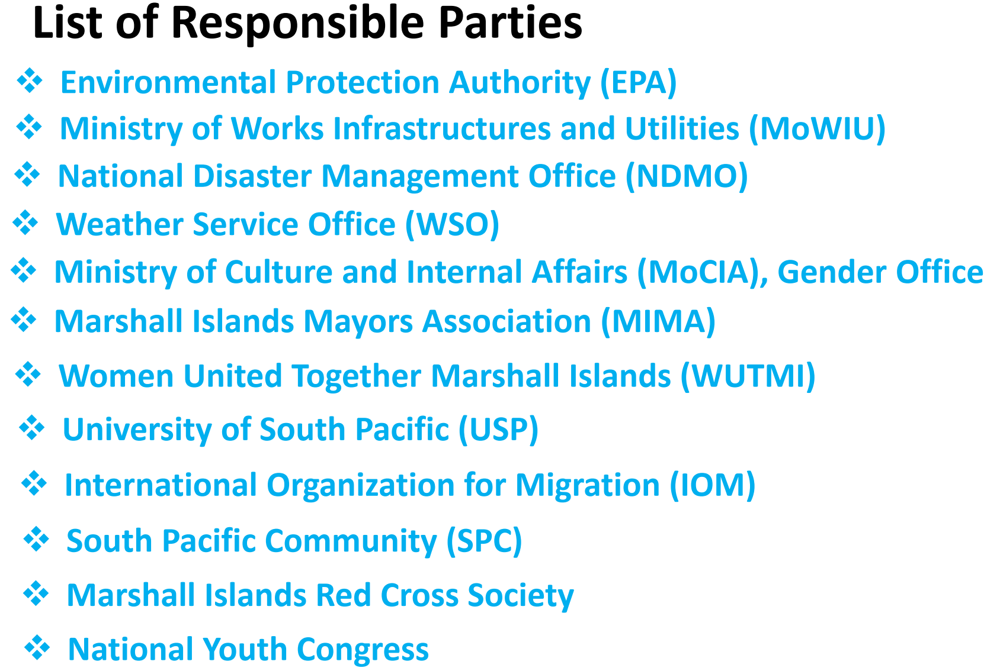 List of Responsible Parties
❖ Environmental Protection Authority (EPA)
❖ Ministry of Works Infrastructures and Utilities (MoWIU)
❖ National Disaster Management Office (NDMO)
❖ Weather Service Office (WSO)
❖ Ministry of Culture and Internal Affairs (MoCIA), Gender Office
❖ Marshall Islands Mayors Association (MIMA)
❖ Women United Together Marshall Islands (WUTMI)
❖ University of South Pacific (USP)
❖ International Organization for Migration (IOM)
❖ South Pacific Community (SPC)
❖ Marshall Islands Red Cross Society
❖ National Youth Congress